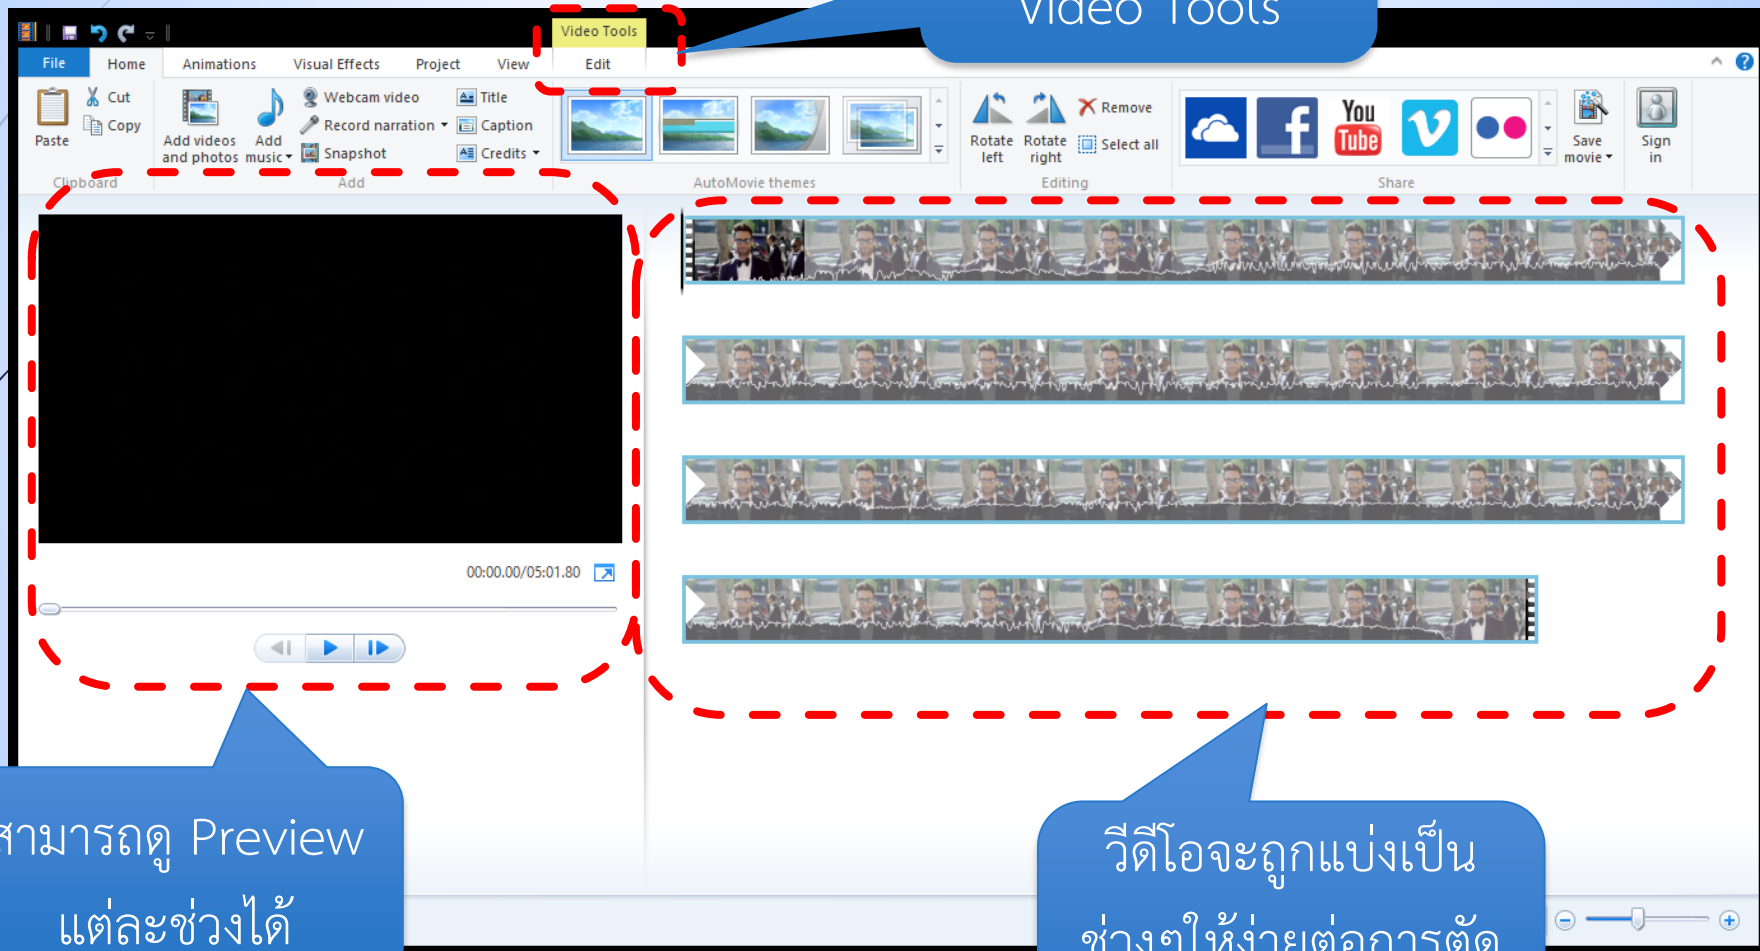 Video Tools
Video Tools
File Home Animations Visual Effects Project View Edit
Paste
Cut
Copy
Clipboard
Add videos and photos
Add music
Webcam video
Record narration
Snapshot
Title
Caption
Credits
Add
AutoMovie themes
Rotate left
Rotate right
Remove
Select all
Editing
You Tube
Share
Save movie
Sign in
00:00.00/05:01.80
สามารถดู Preview
แต่ละช่วงได้
วีดีโอจะถูกแบ่งเป็น
ช่างๆให้ง่ายต่อการตัด